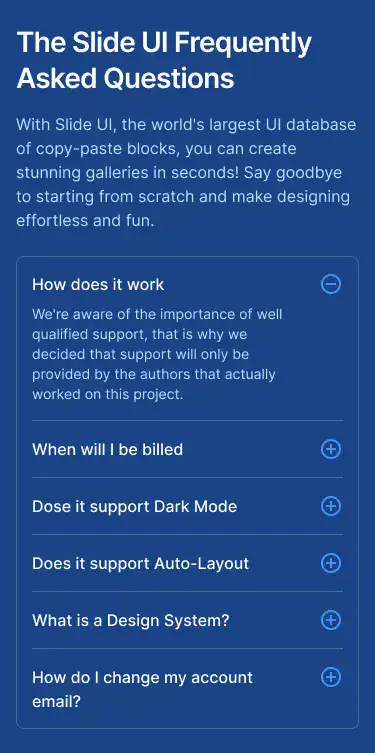 The Slide UI Frequently
Asked Questions
With Slide UI, the world's largest UI database
of copy-paste blocks, you can create
stunning galleries in seconds! Say goodbye
to starting from scratch and make designing
effortless and fun.
How does it work
We're aware of the importance of well
qualified support, that is why we
decided that support will only be
provided by the authors that actually
worked on this project.
When will I be billed
Dose it support Dark Mode
Does it support Auto-Layout
What is a Design System?
How do I change my account
email?